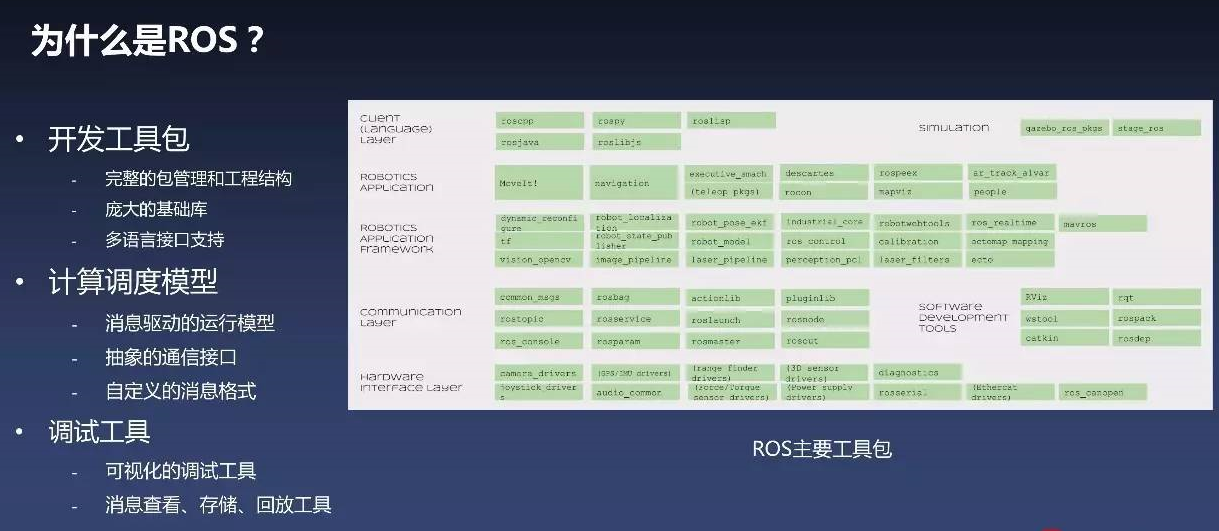 为什么是ROS？
• 开发工具包
- 完整的包管理和工程结构
- 庞大的基础库
- 多语言接口支持
• 计算调度模型
- 消息驱动的运行模型
- 抽象的通信接口
- 自定义的消息格式
• 调试工具
- 可视化的调试工具
- 消息查看、存储、回放工具
CLIENT
(LANGUAGE)
LAYER
roscpp rospy roslisp
rosjava roslibjs
SIMULATION
gazebo_ros_pkgs stage_ros
ROBOTICS
APPLICATION
MoveIt! navigation
executive_smach descartes rospeex ar_track_alvar
(teleop pkgs) rocon mapviz people
ROBOTICS
APPLICATION
FRAMEWORK
dynamic_reconfi
gure
robot_localiza
tion
robot_pose_ekf industrial_core robotwebtools ros_realtime mavros
tf
robot_state_pub
lisher
robot_model ros_control calibration octomap_mapping
vision_opencv image_pipeline laser_pipeline perception_pcl laser_filters ecto
COMMUNICATION
LAYER
common_msgs rosbag actionlib pluginlib
rostopic rosservice roslaunch rosnode
ros_console rosparam rosmaster rosout
SOFTWARE
DEVELOPMENT
TOOLS
RViz rqt
wstool rospack
catkin rosdep
HARDWARE
INTERFACE LAYER
camera_drivers (GPS/IMU drivers)
(range finder
drivers)
(3D sensor
drivers)
diagnostics
joystick_driver
s
audio_common
(Force/Torque
sensor drivers)
(Power supply
drivers)
rosserial
(Ethercat
drivers)
ros_canopen
ROS主要工具包